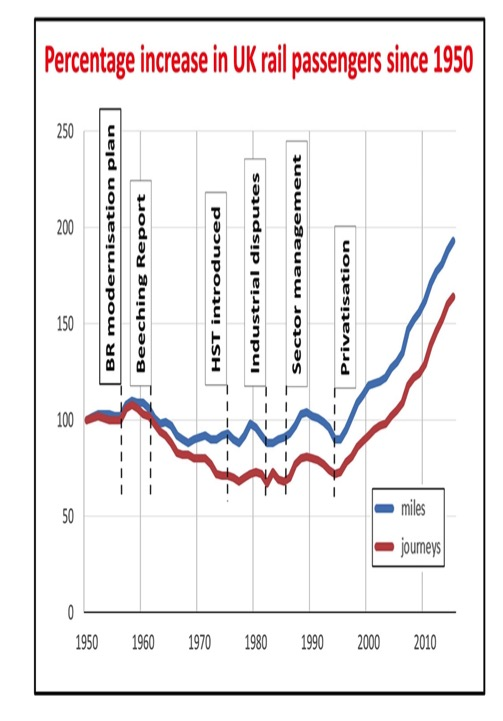 Percentage increase in UK rail passengers since 1950
250
200
150
100
50
0
BR modernisation plan
Beeching Report
HST introduced
Industrial disputes
Sector management
Privatisation
miles
journeys
1950 1960 1970 1980 1990 2000 2010